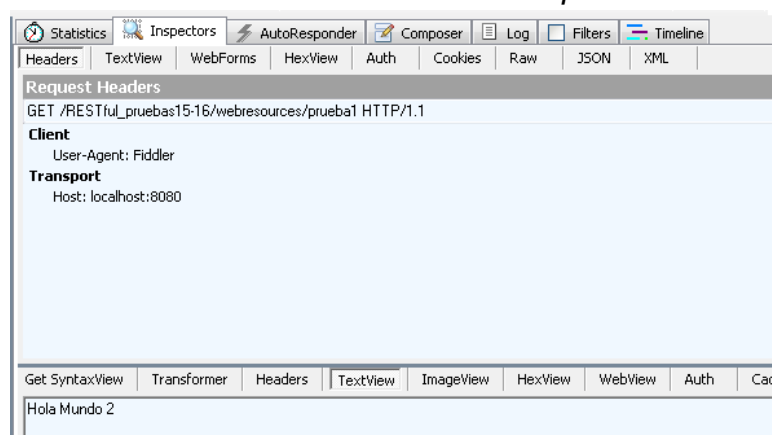 Statistics Inspectors AutoResponder Composer Log Filters Timeline
Headers TextView WebForms HexView Auth Cookies Raw JSON XML
Request Headers
GET /RESTful_pruebas15-16/webresources/prueba1 HTTP/1.1
Client
User-Agent: Fiddler
Transport
Host: localhost:8080
Get SyntaxView Transformer Headers TextView ImageView HexView WebView Auth
Hola Mundo 2